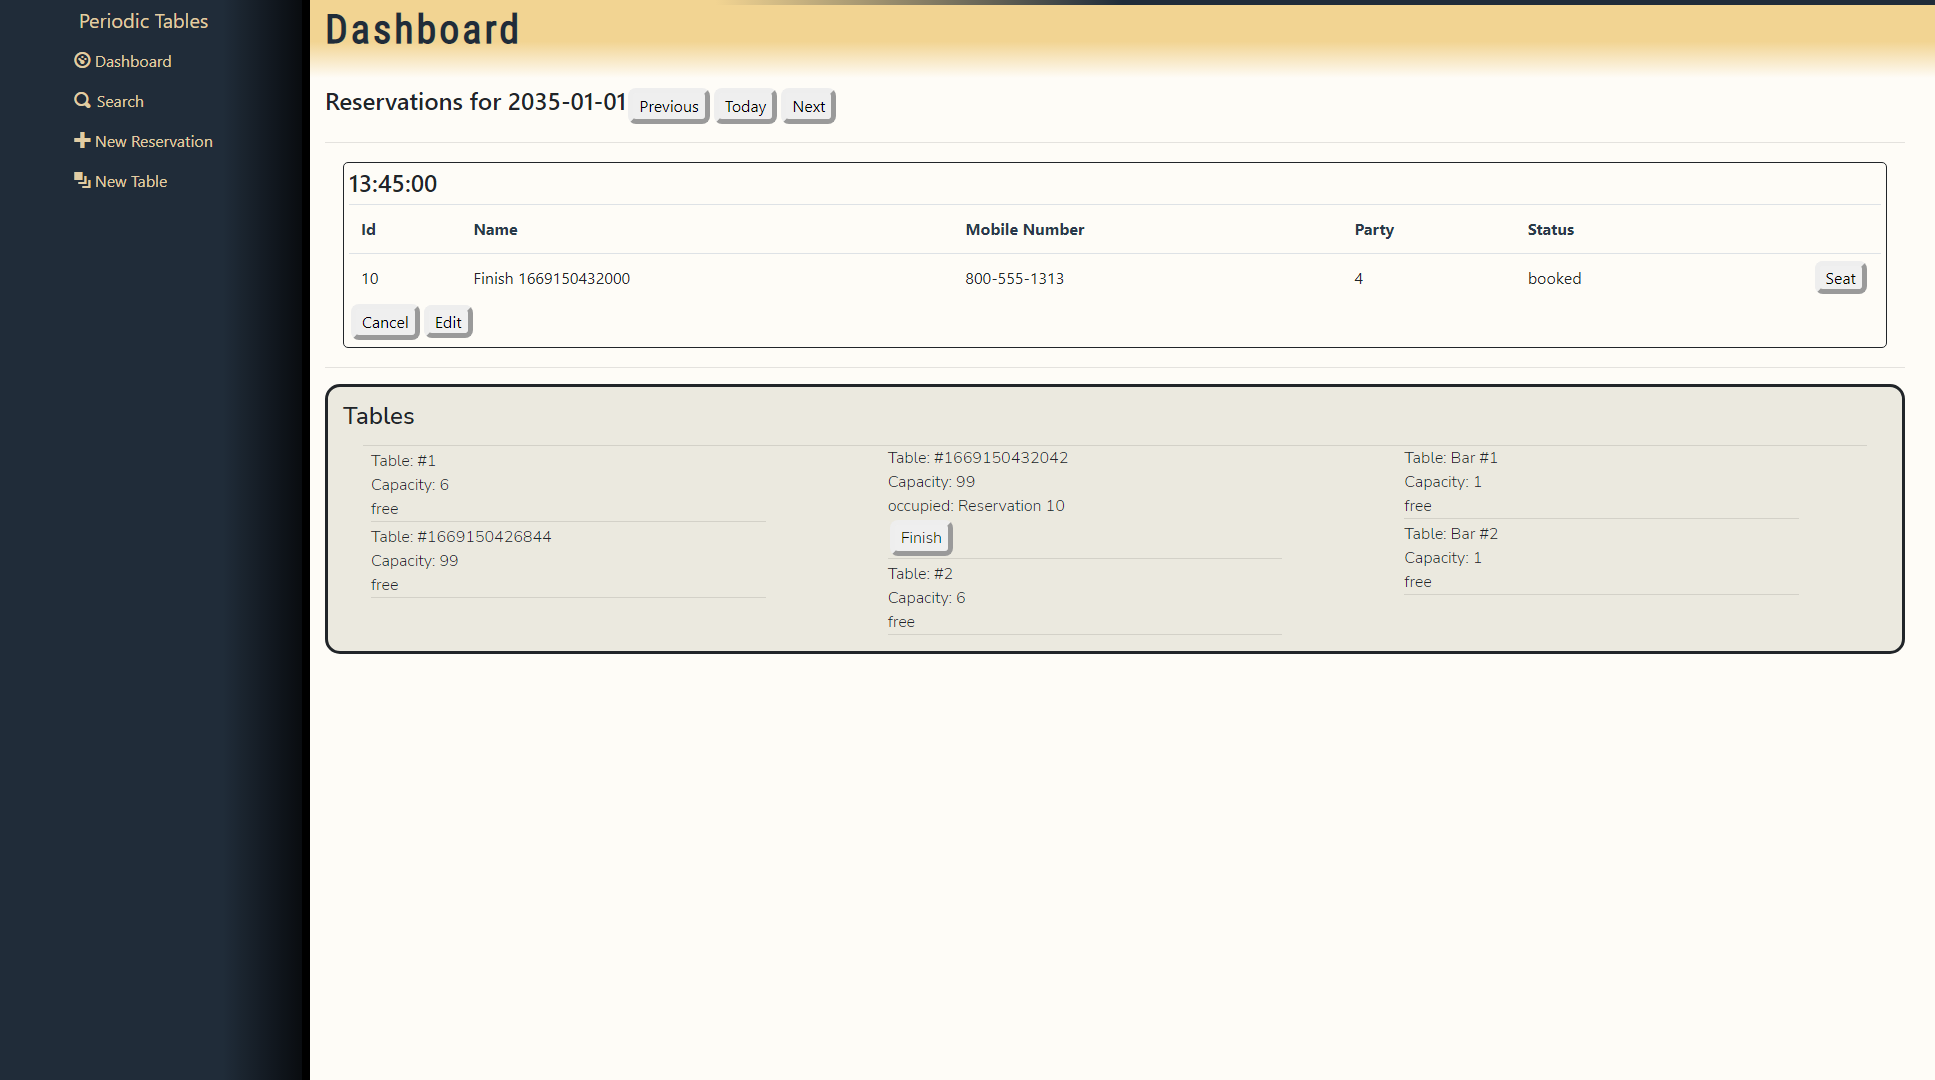 Periodic Tables
Dashboard
Search
New Reservation
New Table
Dashboard
Reservations for 2035-01-01 Previous Today Next
13:45:00
Id Name Mobile Number Party Status
10 Finish 1669150432000 800-555-1313 4 booked Seat
Cancel Edit
Tables
Table: #1
Capacity: 6
free
Table: #1669150426844
Capacity: 99
free
Table: #1669150432042
Capacity: 99
occupied: Reservation 10
Finish
Table: #2
Capacity: 6
free
Table: Bar #1
Capacity: 1
free
Table: Bar #2
Capacity: 1
free